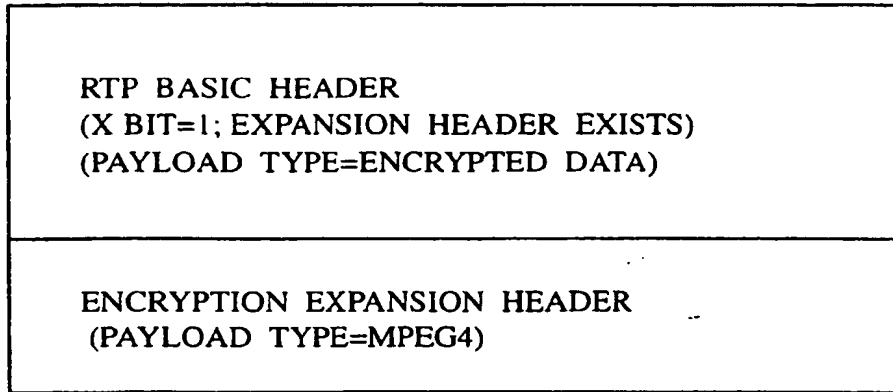 RTP BASIC HEADER
(X BIT=1; EXPANSION HEADER EXISTS)
(PAYLOAD TYPE=ENCRYPTED DATA)
ENCRYPTION EXPANSION HEADER
(PAYLOAD TYPE=MPEG4)